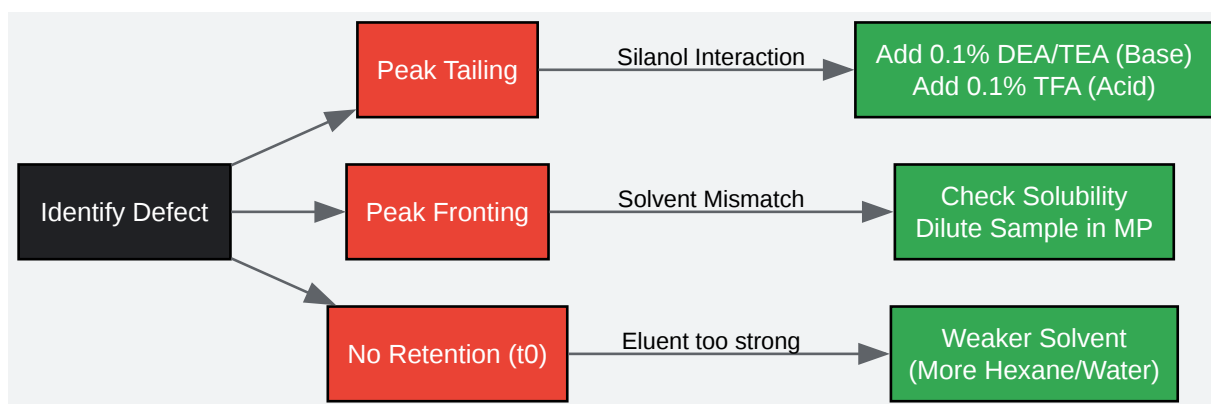 Identify Defect
Peak Tailing
Silanol Interaction
Add 0.1% DEA/TEA (Base)
Add 0.1% TFA (Acid)
Peak Fronting
Solvent Mismatch
Check Solubility
Dilute Sample in MP
No Retention (t0)
Eluent too strong
Weaker Solvent
(More Hexane/Water)